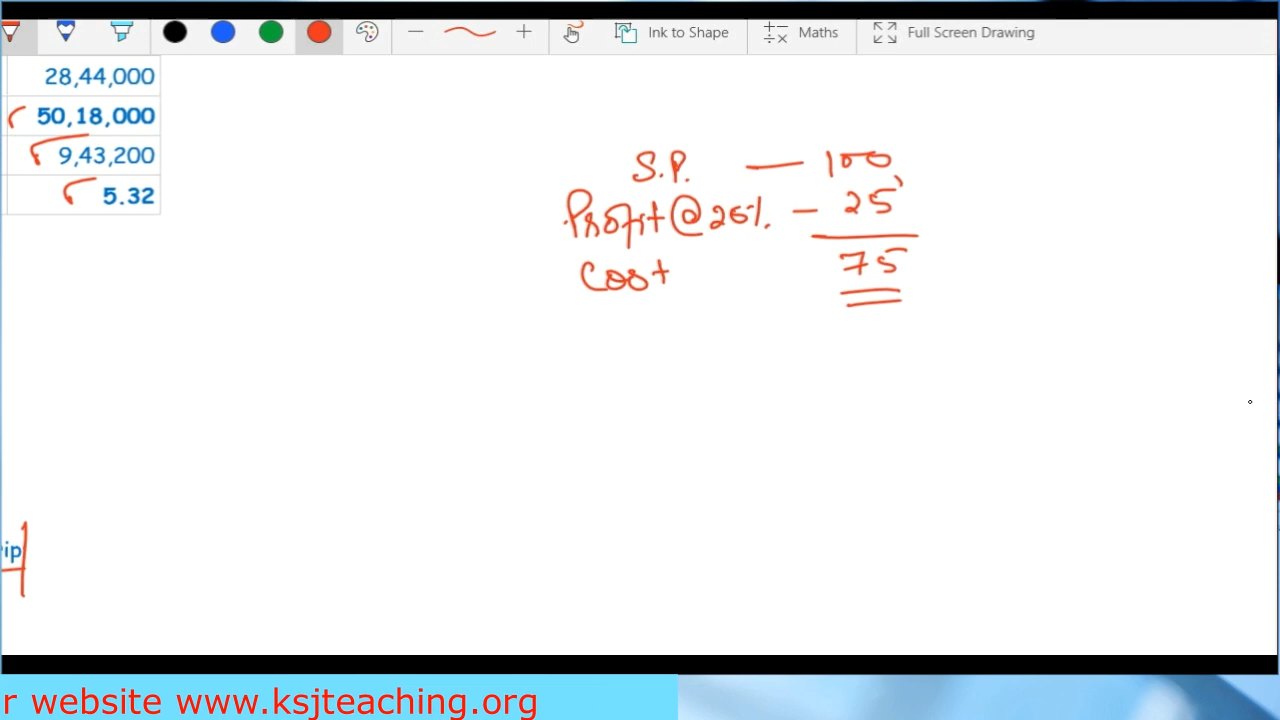 Ink to Shape Maths Full Screen Drawing
28,44,000
50,18,000
9,43,200
5.32
S.P. — 100
Profit @ 25% — 25
Cost 75
ip
r website www.ksjteaching.org